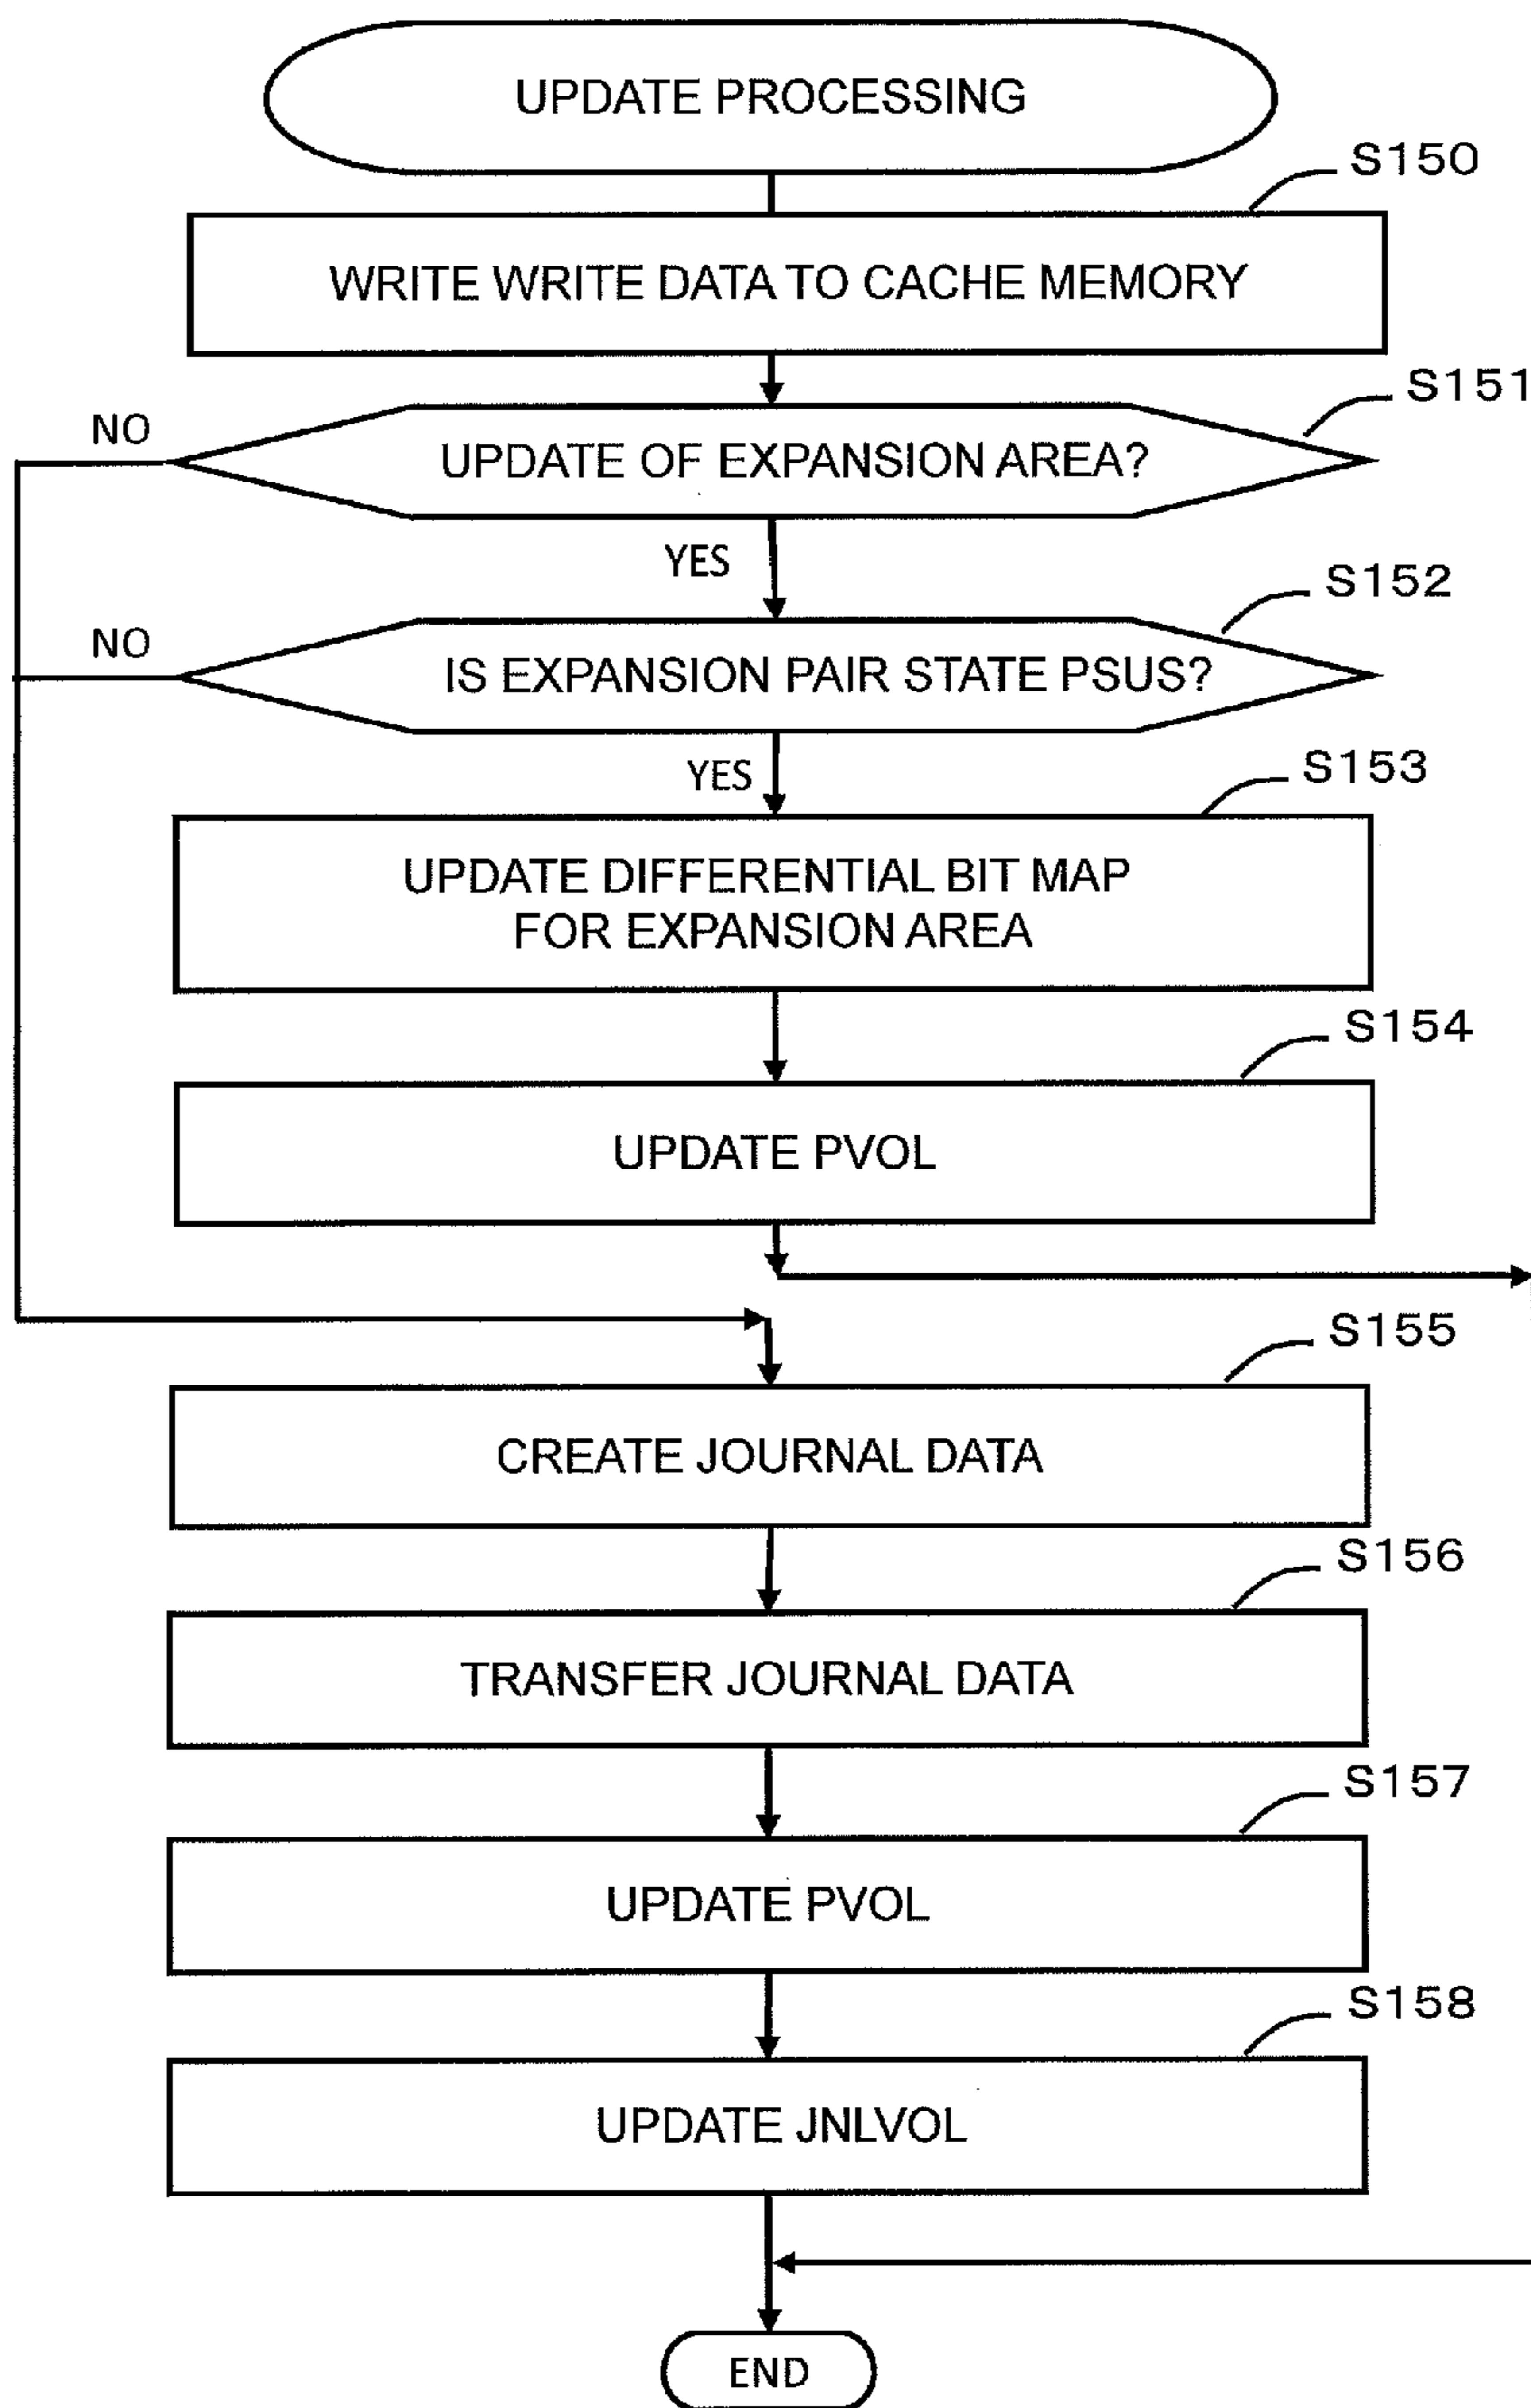 UPDATE PROCESSING
S150
WRITE WRITE DATA TO CACHE MEMORY
S151
NO
UPDATE OF EXPANSION AREA?
YES
S152
NO
IS EXPANSION PAIR STATE PSUS?
YES
S153
UPDATE DIFFERENTIAL BIT MAP
FOR EXPANSION AREA
S154
UPDATE PVOL
S155
CREATE JOURNAL DATA
S156
TRANSFER JOURNAL DATA
S157
UPDATE PVOL
S158
UPDATE JNLVOL
END